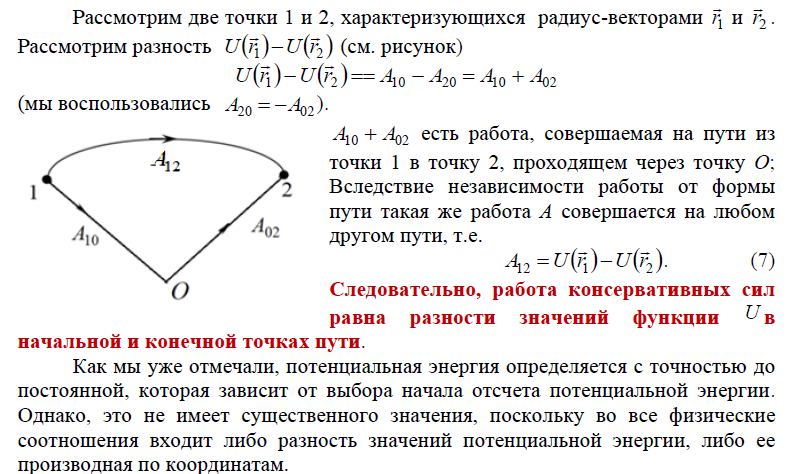 Рассмотрим две точки 1 и 2, характеризующихся радиус-векторами r⃗₁ и r⃗₂ .
Рассмотрим разность U(r⃗₁)−U(r⃗₂) (см. рисунок)
U(r⃗₁)−U(r⃗₂)== A₁₀ − A₂₀ = A₁₀ + A₀₂
(мы воспользовались A₂₀ = −A₀₂ ).
A₁₀ + A₀₂ есть работа, совершаемая на пути из
точки 1 в точку 2, проходящем через точку O;
Вследствие независимости работы от формы
пути такая же работа A совершается на любом
другом пути, т.е.
A₁₂ = U(r⃗₁)−U(r⃗₂). (7)
Следовательно, работа консервативных сил
равна разности значений функции U в
A₁₂
1
2
A₁₀
A₀₂
O
начальной и конечной точках пути.
Как мы уже отмечали, потенциальная энергия определяется с точностью до
постоянной, которая зависит от выбора начала отсчета потенциальной энергии.
Однако, это не имеет существенного значения, поскольку во все физические
соотношения входит либо разность значений потенциальной энергии, либо ее
производная по координатам.